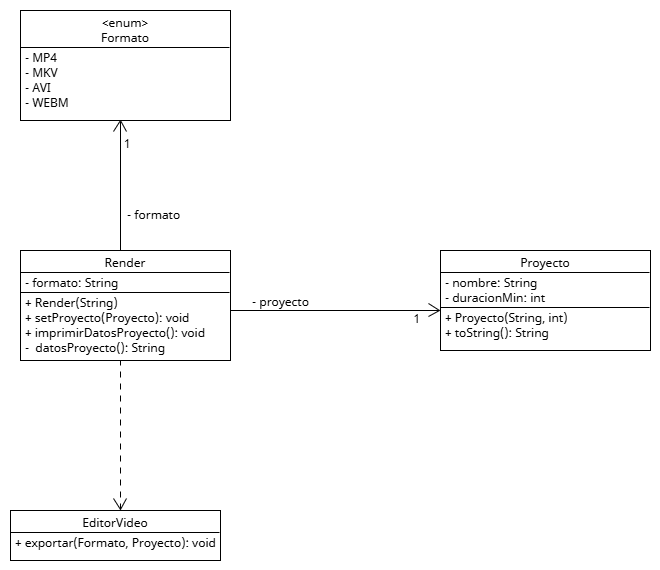 <enum>
Formato
- MP4
- MKV
- AVI
- WEBM
1
- formato
Render
- formato: String
+ Render(String)
+ setProyecto(Proyecto): void
+ imprimirDatosProyecto(): void
- datosProyecto(): String
- proyecto
1
Proyecto
- nombre: String
- duracionMin: int
+ Proyecto(String, int)
+ toString(): String
EditorVideo
+ exportar(Formato, Proyecto): void